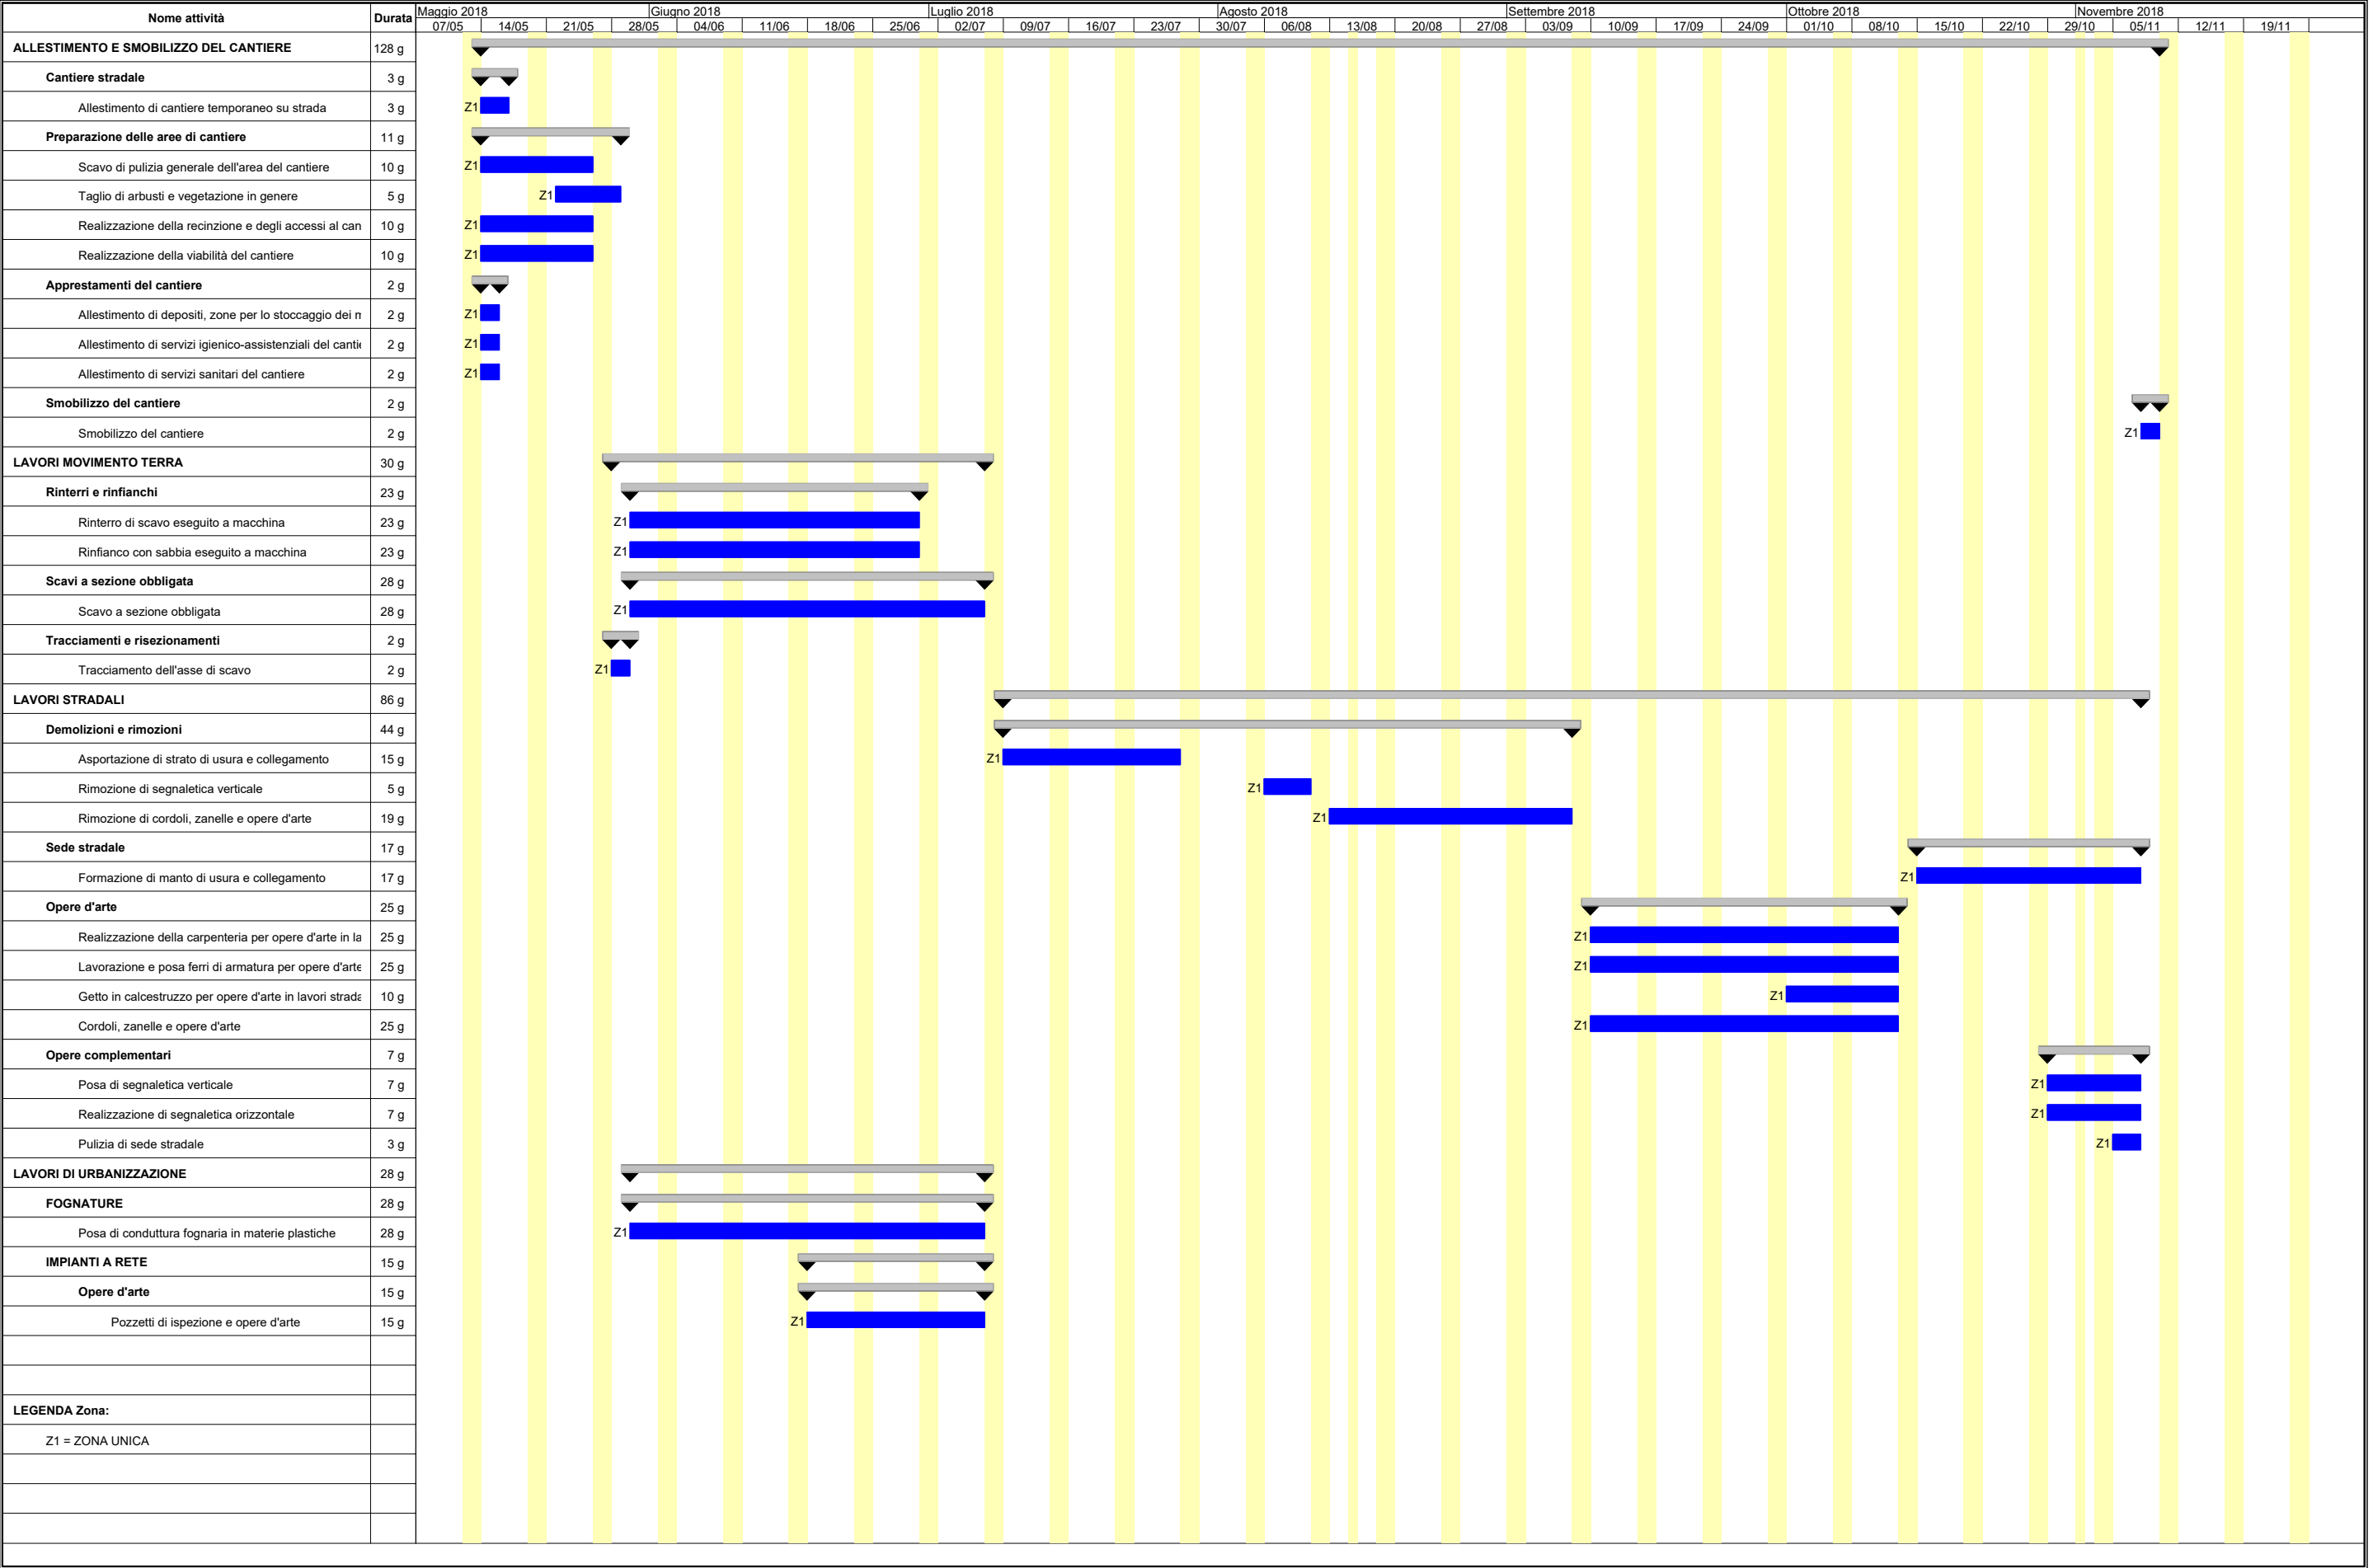 Nome attività Durata Maggio 2018 Giugno 2018 Luglio 2018 Agosto 2018 Settembre 2018 Ottobre 2018 Novembre 2018
07/05 14/05 21/05 28/05 04/06 11/06 18/06 25/06 02/07 09/07 16/07 23/07 30/07 06/08 13/08 20/08 27/08 03/09 10/09 17/09 24/09 01/10 08/10 15/10 22/10 29/10 05/11 12/11 19/11
ALLESTIMENTO E SMOBILIZZO DEL CANTIERE 128 g
Cantiere stradale 3 g
Allestimento di cantiere temporaneo su strada 3 g Z1
Preparazione delle aree di cantiere 11 g
Scavo di pulizia generale dell'area del cantiere 10 g Z1
Taglio di arbusti e vegetazione in genere 5 g Z1
Realizzazione della recinzione e degli accessi al can 10 g Z1
Realizzazione della viabilità del cantiere 10 g Z1
Apprestamenti del cantiere 2 g
Allestimento di depositi, zone per lo stoccaggio dei 2 g Z1
Allestimento di servizi igienico-assistenziali del cantie 2 g Z1
Allestimento di servizi sanitari del cantiere 2 g Z1
Smobilizzo del cantiere 2 g
Smobilizzo del cantiere 2 g Z1
LAVORI MOVIMENTO TERRA 30 g
Rinterri e rinfianchi 23 g
Rinterro di scavo eseguito a macchina 23 g Z1
Rinfianco con sabbia eseguito a macchina 23 g Z1
Scavi a sezione obbligata 28 g
Scavo a sezione obbligata 28 g Z1
Tracciamenti e risezionamenti 2 g
Tracciamento dell'asse di scavo 2 g Z1
LAVORI STRADALI 86 g
Demolizioni e rimozioni 44 g
Asportazione di strato di usura e collegamento 15 g Z1
Rimozione di segnaletica verticale 5 g Z1
Rimozione di cordoli, zanelle e opere d'arte 19 g Z1
Sede stradale 17 g
Formazione di manto di usura e collegamento 17 g Z1
Opere d'arte 25 g
Realizzazione della carpenteria per opere d'arte in la 25 g Z1
Lavorazione e posa ferri di armatura per opere d'arte 25 g Z1
Getto in calcestruzzo per opere d'arte in lavori strada 10 g Z1
Cordoli, zanelle e opere d'arte 25 g Z1
Opere complementari 7 g
Posa di segnaletica verticale 7 g Z1
Realizzazione di segnaletica orizzontale 7 g Z1
Pulizia di sede stradale 3 g Z1
LAVORI DI URBANIZZAZIONE 28 g
FOGNATURE 28 g
Posa di conduttura fognaria in materie plastiche 28 g Z1
IMPIANTI A RETE 15 g
Opere d'arte 15 g
Pozzetti di ispezione e opere d'arte 15 g Z1
LEGENDA Zona:
Z1 = ZONA UNICA